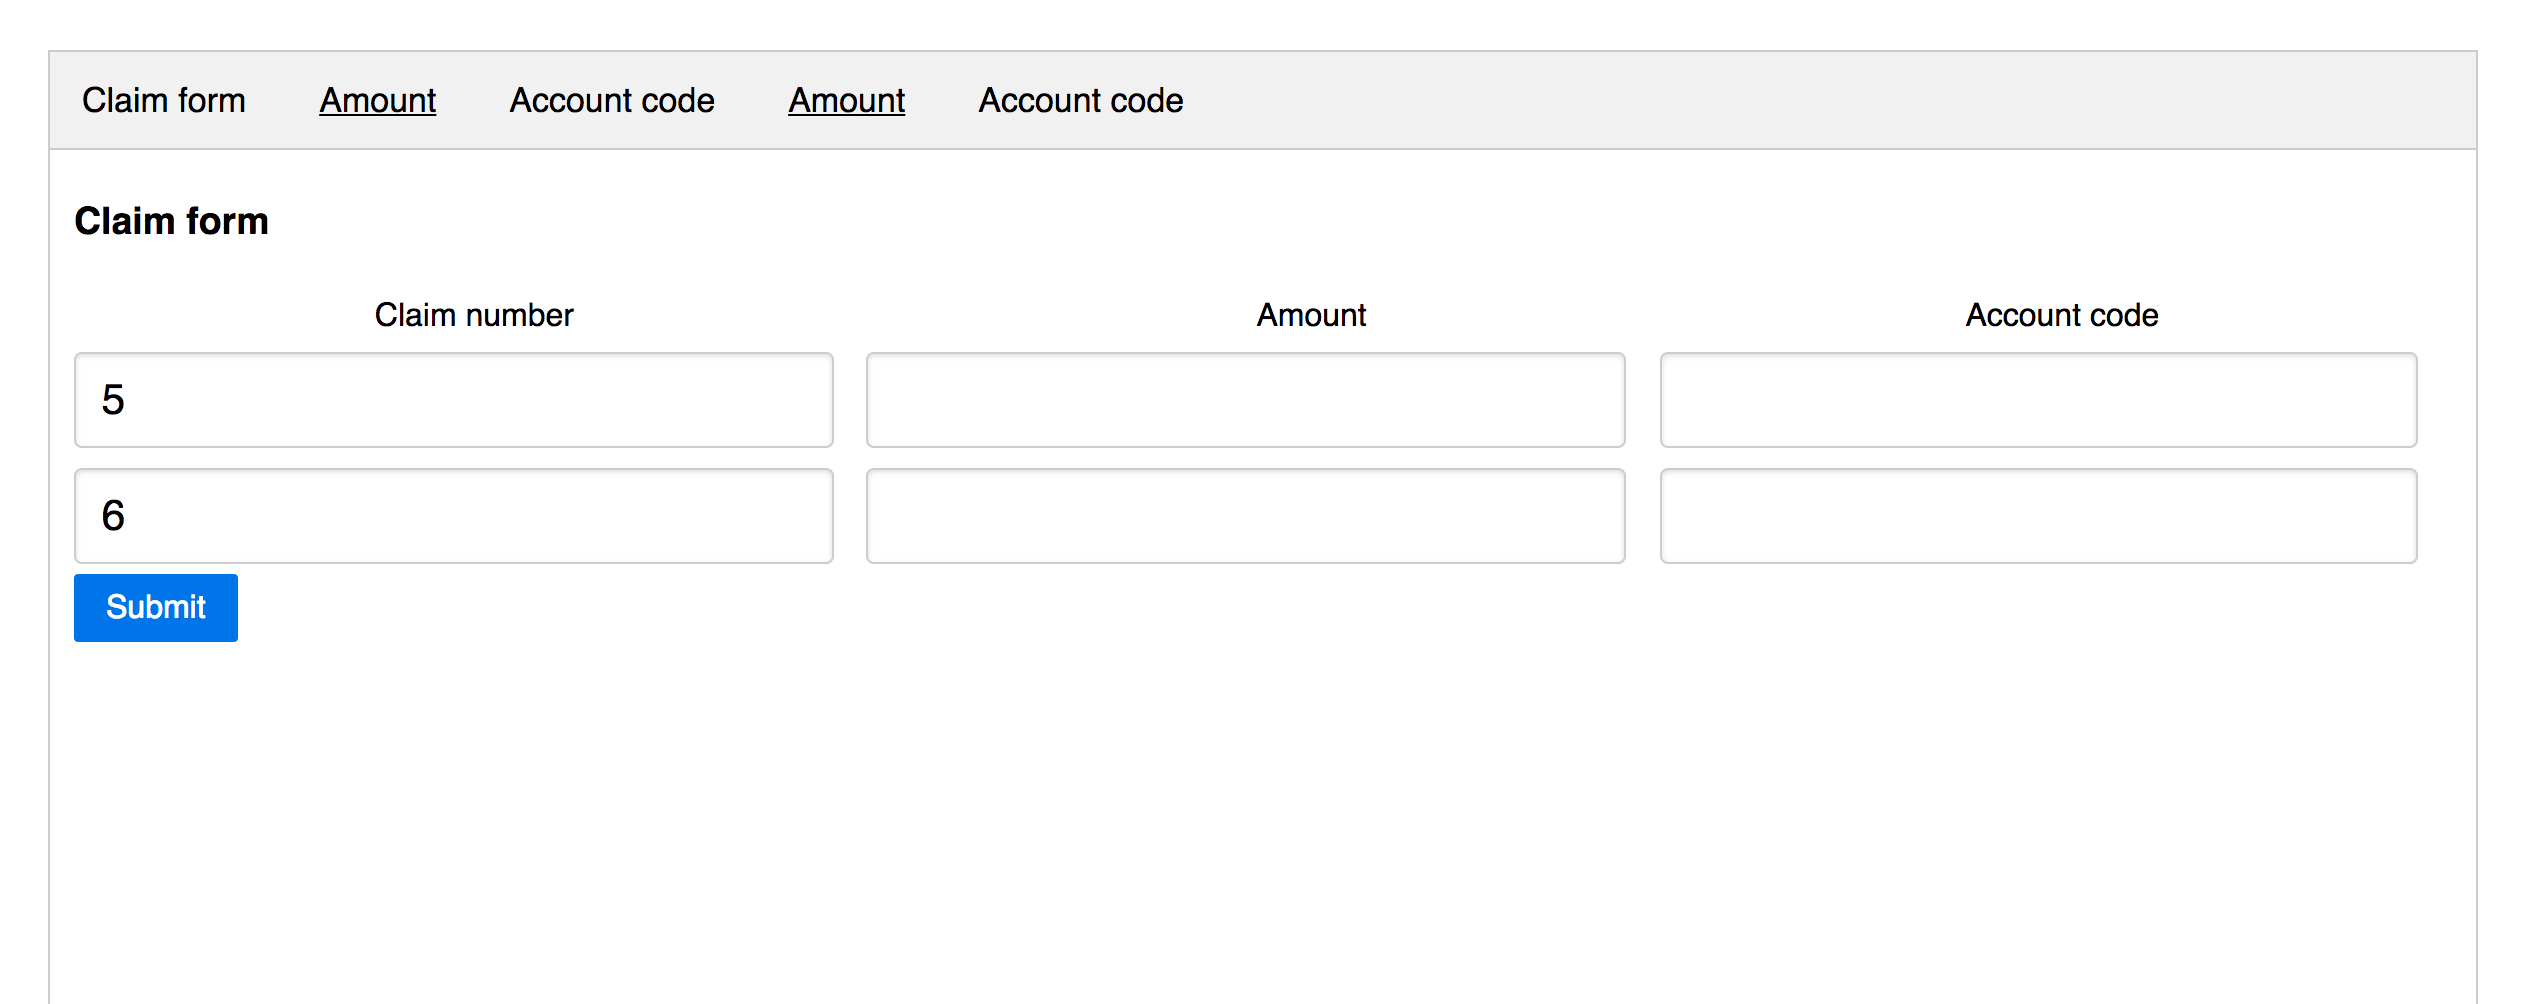 Claim form Amount Account code Amount Account code
Claim form
Claim number Amount Account code
5
6
Submit